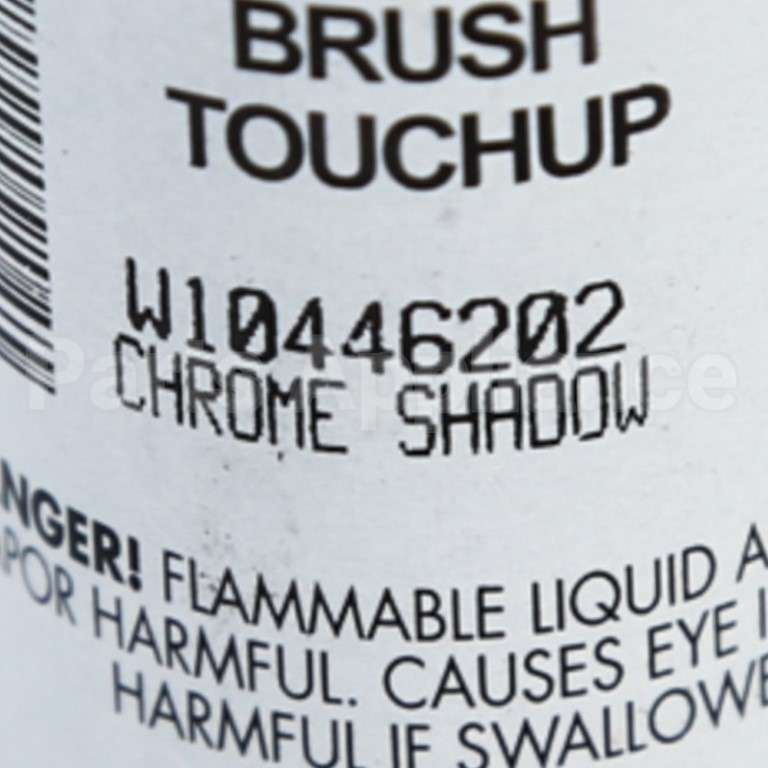 BRUSH
TOUCHUP
W10446202
CHROME SHADOW
NGER! FLAMMABLE LIQUID A
POR HARMFUL. CAUSES EYE I
HARMFUL IF SWALLOWE